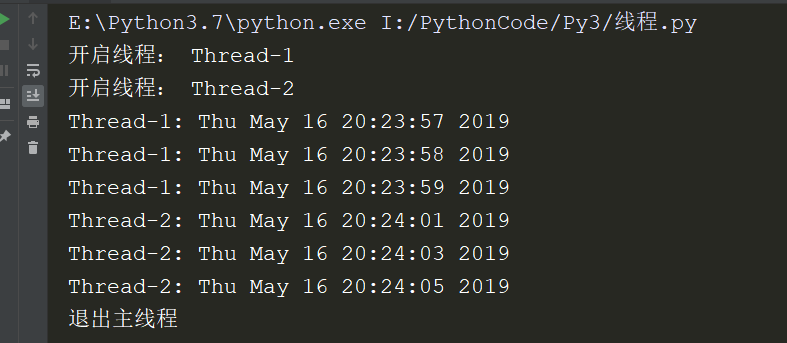 E:\Python3.7\python.exe I:/PythonCode/Py3/线程.py
开启线程： Thread-1
开启线程： Thread-2
Thread-1: Thu May 16 20:23:57 2019
Thread-1: Thu May 16 20:23:58 2019
Thread-1: Thu May 16 20:23:59 2019
Thread-2: Thu May 16 20:24:01 2019
Thread-2: Thu May 16 20:24:03 2019
Thread-2: Thu May 16 20:24:05 2019
退出主线程